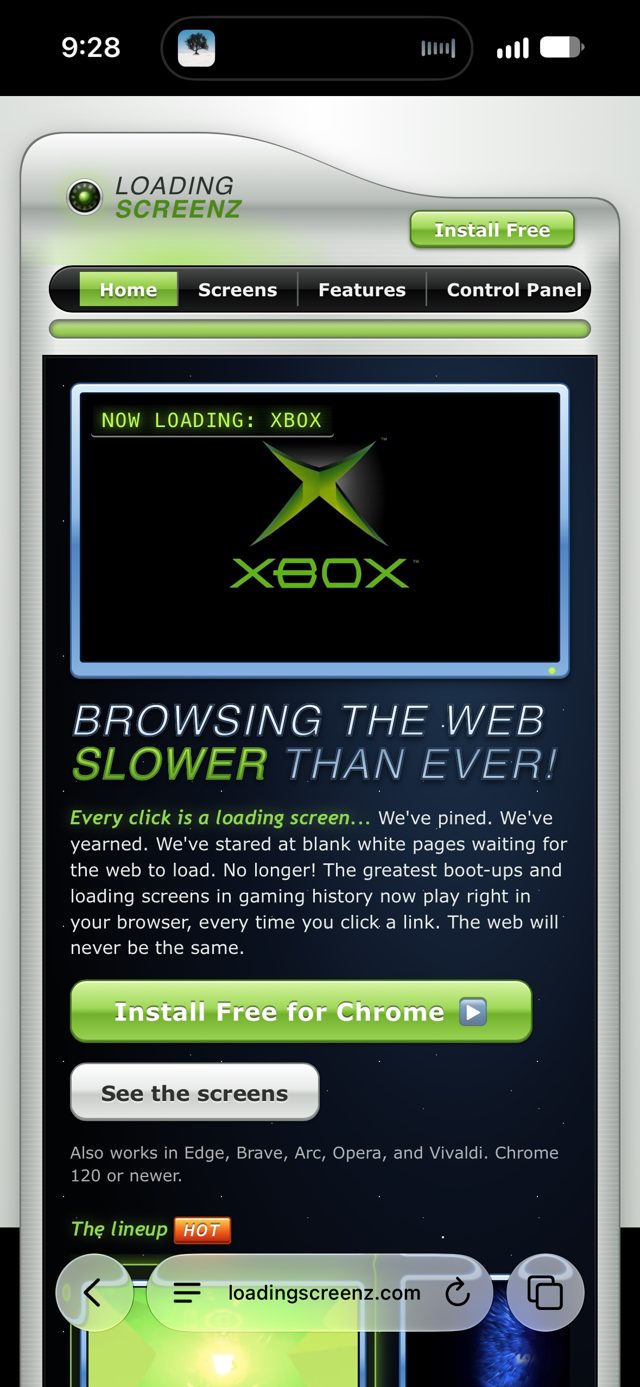 9:28
LOADING
SCREENZ
Install Free
Home Screens Features Control Panel
NOW LOADING: XBOX
™
XBOX™
BROWSING THE WEB
SLOWER THAN EVER!
Every click is a loading screen... We've pined. We've
yearned. We've stared at blank white pages waiting for
the web to load. No longer! The greatest boot-ups and
loading screens in gaming history now play right in
your browser, every time you click a link. The web will
never be the same.
Install Free for Chrome
See the screens
Also works in Edge, Brave, Arc, Opera, and Vivaldi. Chrome
120 or newer.
The lineup HOT
loadingscreenz.com